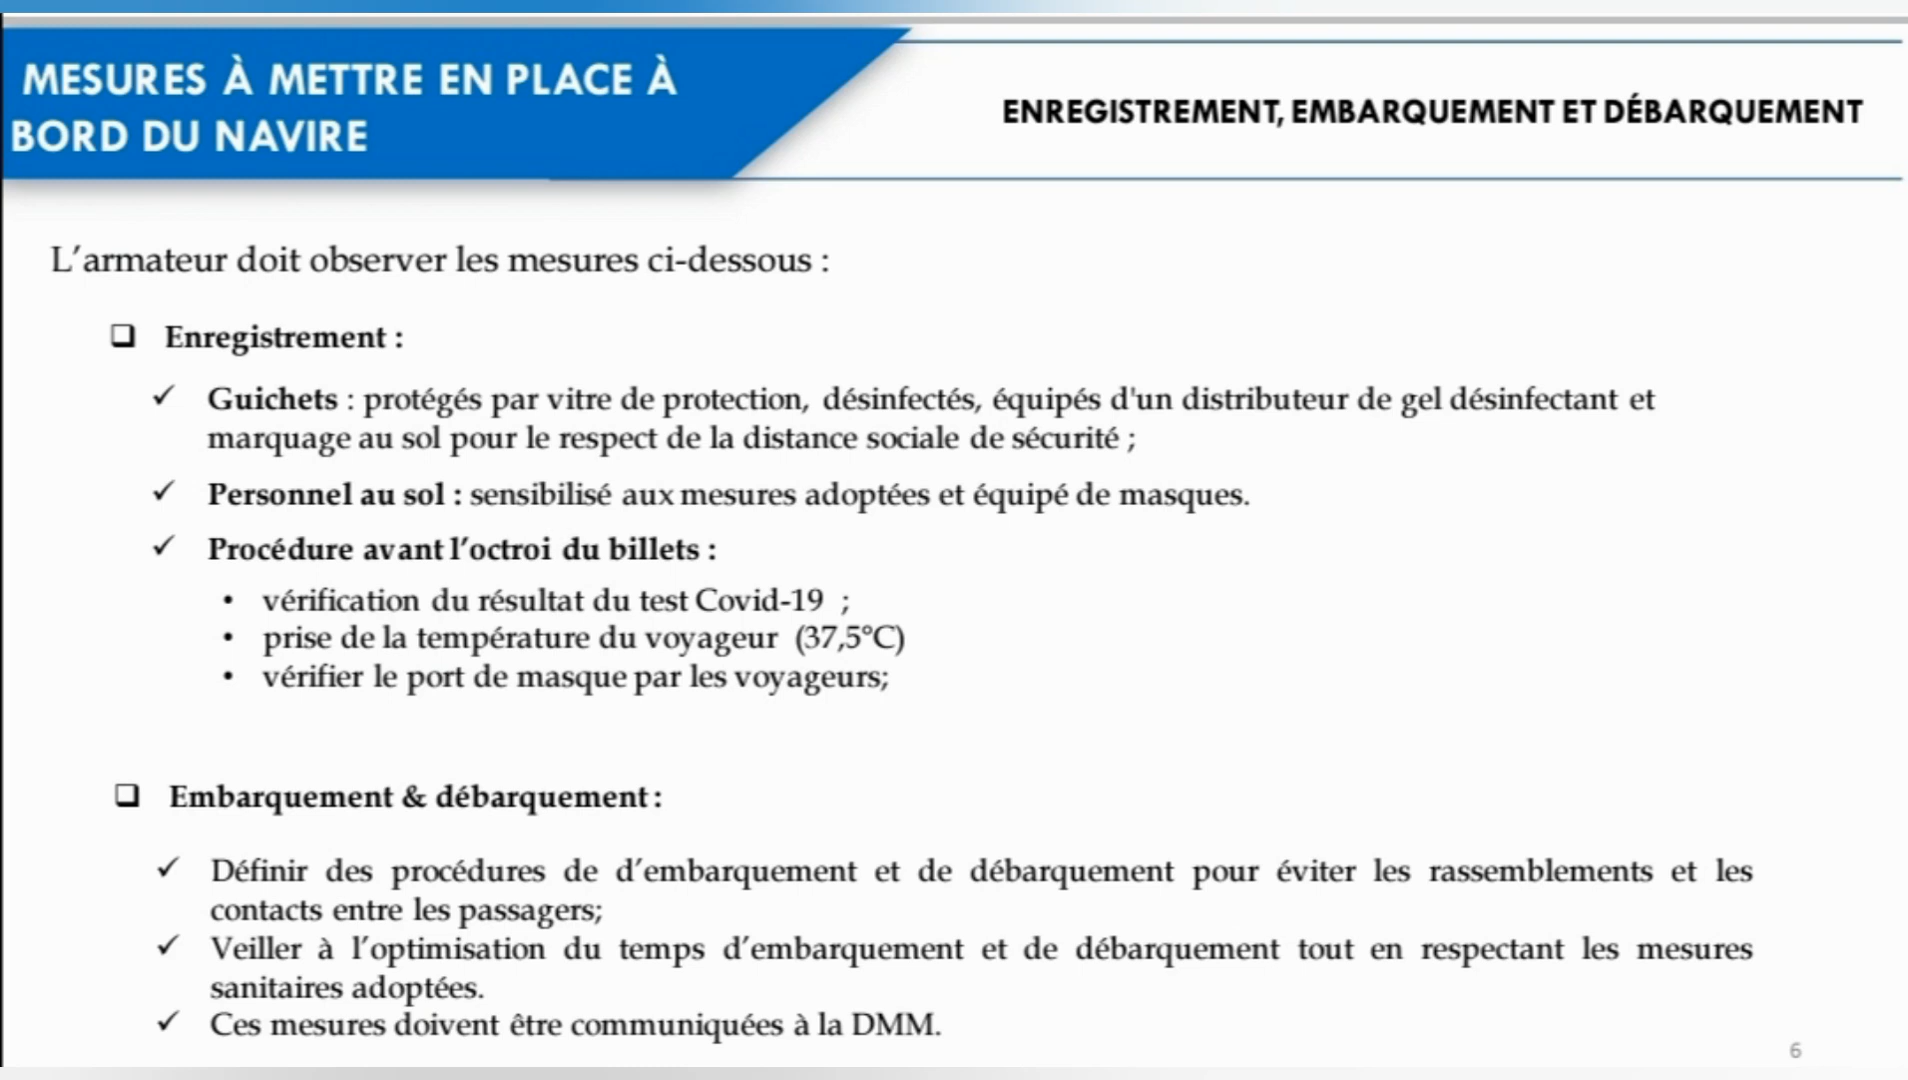 MESURES À METTRE EN PLACE À
BORD DU NAVIRE
ENREGISTREMENT, EMBARQUEMENT ET DÉBARQUEMENT
L’armateur doit observer les mesures ci-dessous :
❑ Enregistrement :
✓ Guichets : protégés par vitre de protection, désinfectés, équipés d'un distributeur de gel désinfectant et
marquage au sol pour le respect de la distance sociale de sécurité ;
✓ Personnel au sol : sensibilisé aux mesures adoptées et équipé de masques.
✓ Procédure avant l’octroi du billets :
• vérification du résultat du test Covid-19 ;
• prise de la température du voyageur (37,5°C)
• vérifier le port de masque par les voyageurs;
❑ Embarquement & débarquement :
✓ Définir des procédures de d’embarquement et de débarquement pour éviter les rassemblements et les
contacts entre les passagers;
✓ Veiller à l’optimisation du temps d’embarquement et de débarquement tout en respectant les mesures
sanitaires adoptées.
✓ Ces mesures doivent être communiquées à la DMM.
6